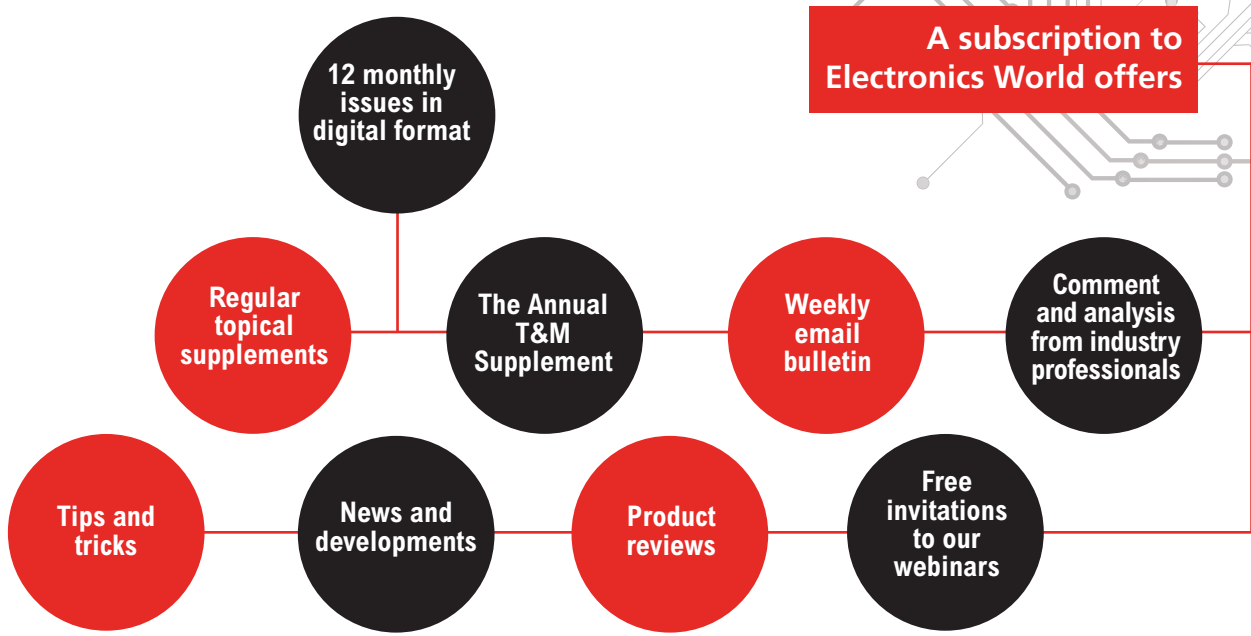 A subscription to
Electronics World offers
12 monthly
issues in
digital format
Regular
topical
supplements
The Annual
T&M
Supplement
Weekly
email
bulletin
Comment
and analysis
from industry
professionals
Tips and
tricks
News and
developments
Product
reviews
Free
invitations
to our
webinars